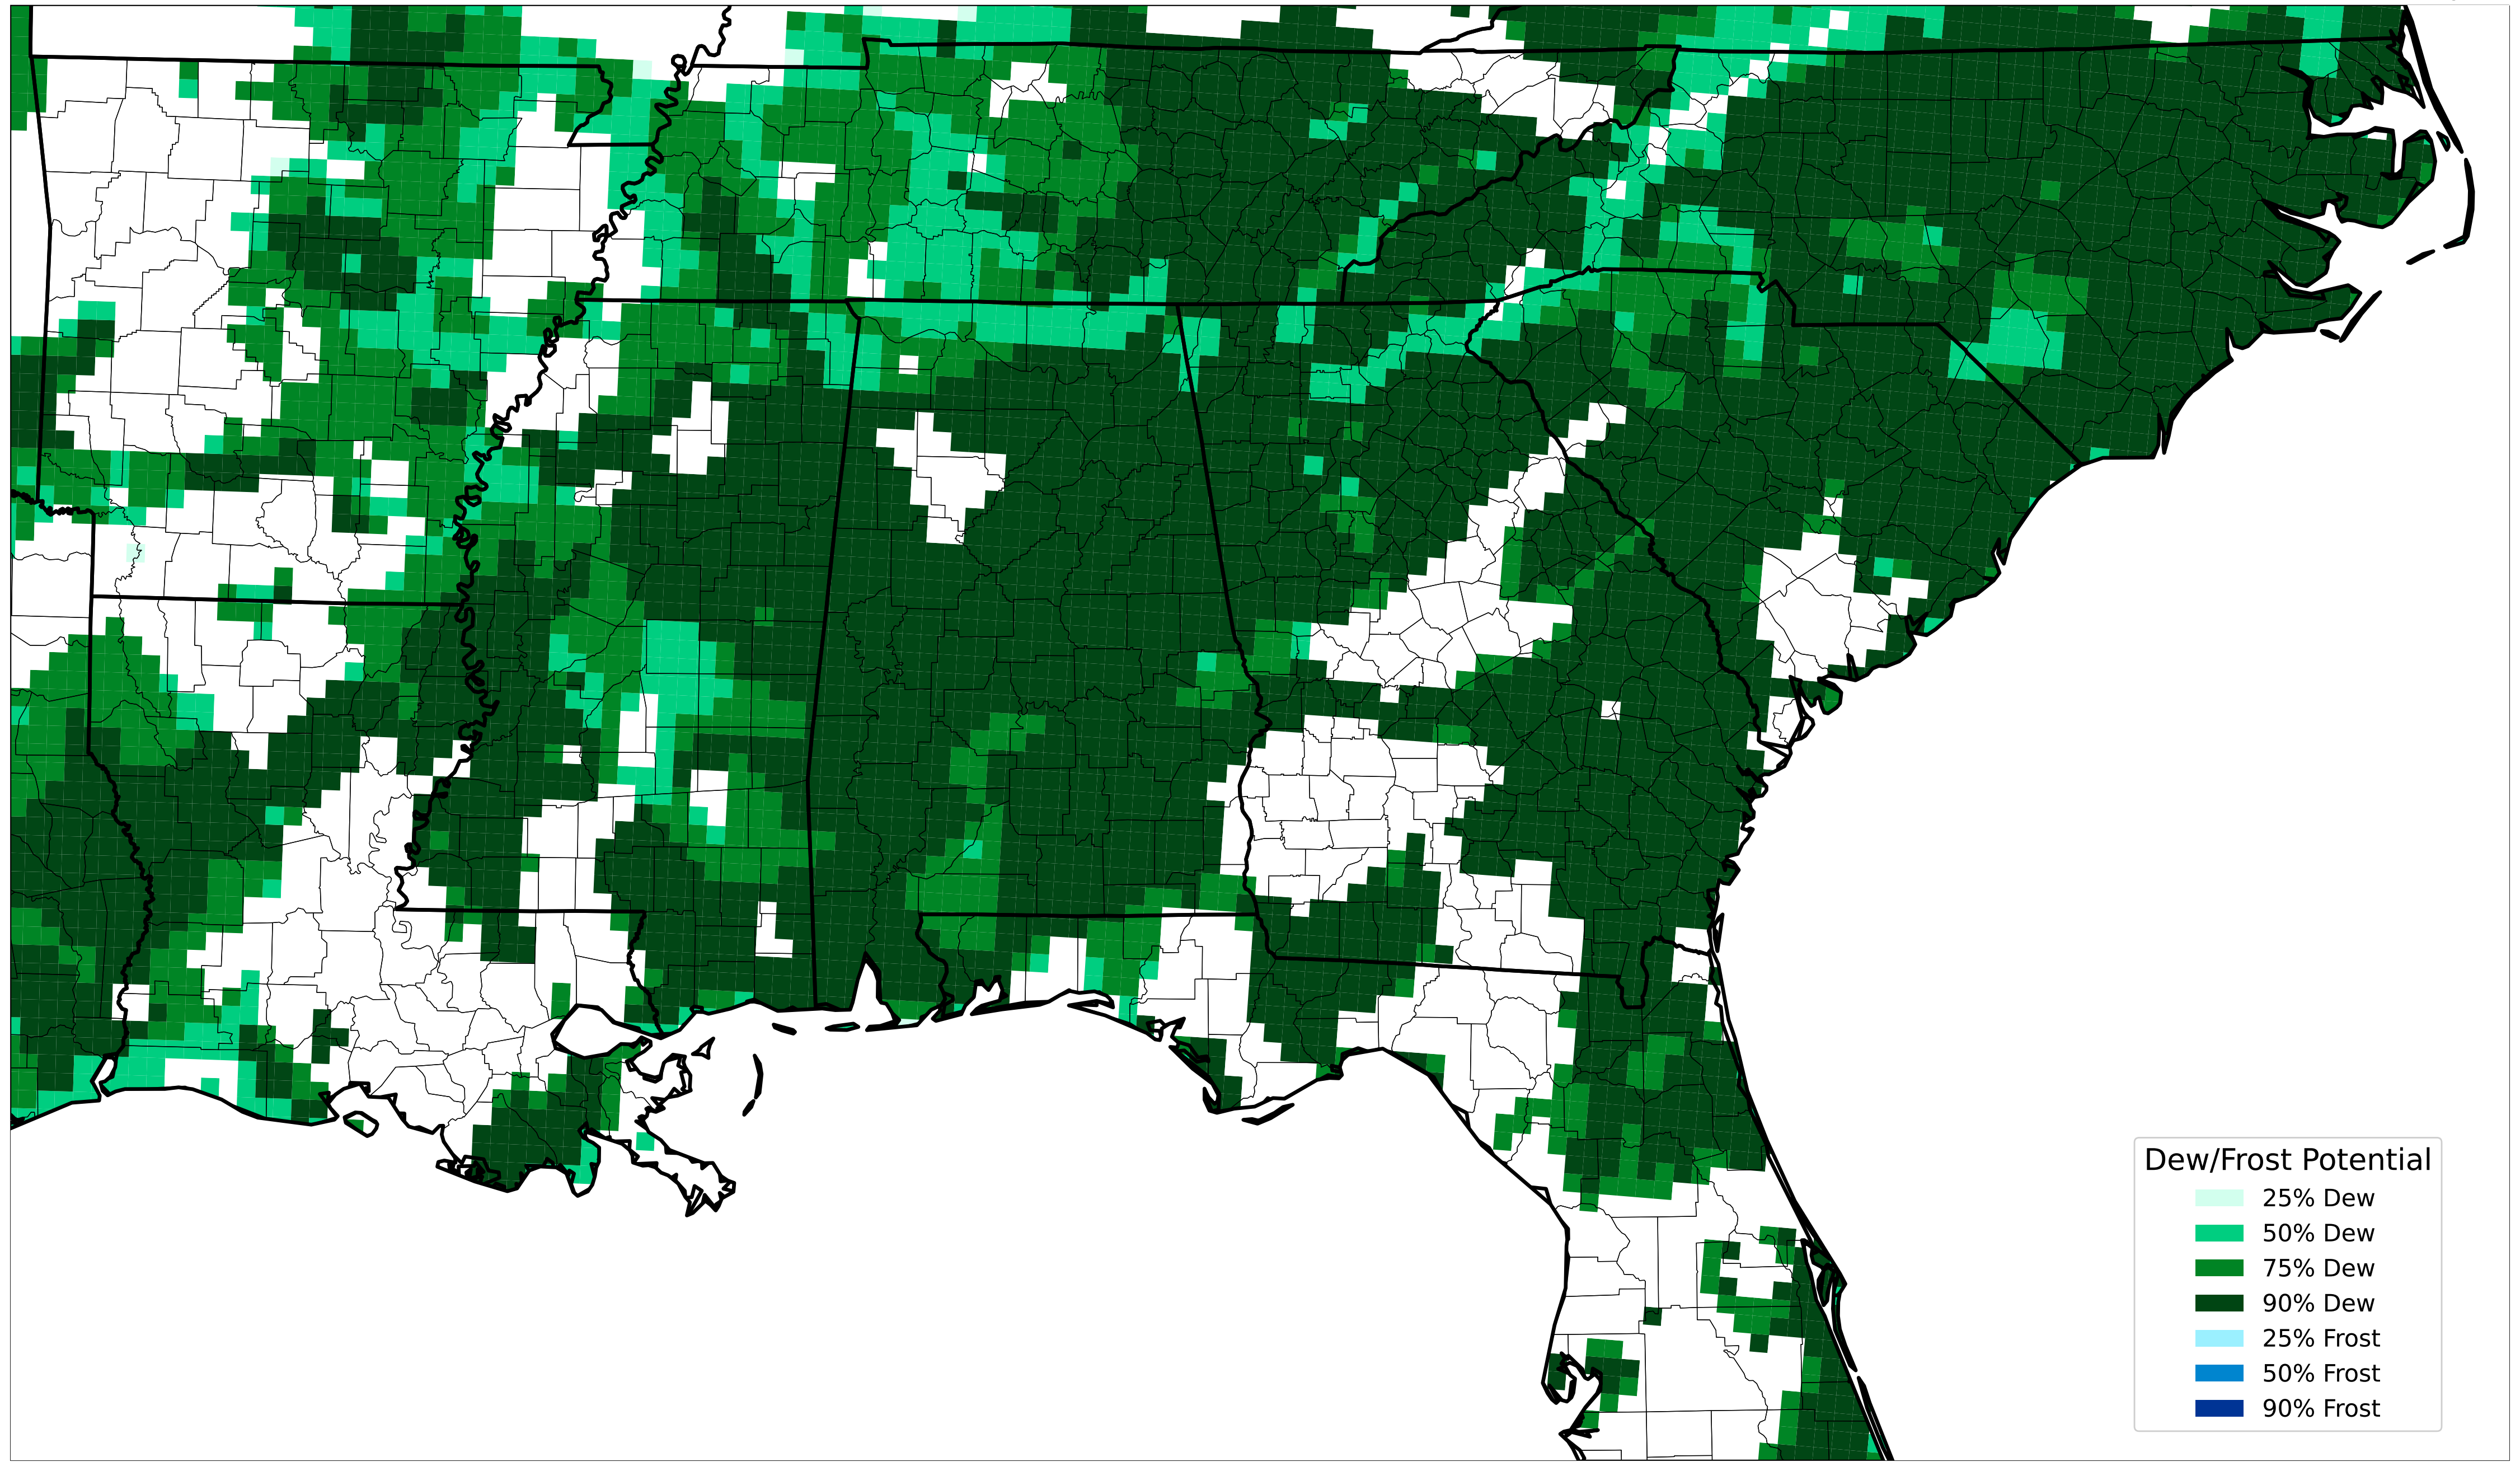 Dew/Frost Potential
25% Dew
50% Dew
75% Dew
90% Dew
25% Frost
50% Frost
90% Frost